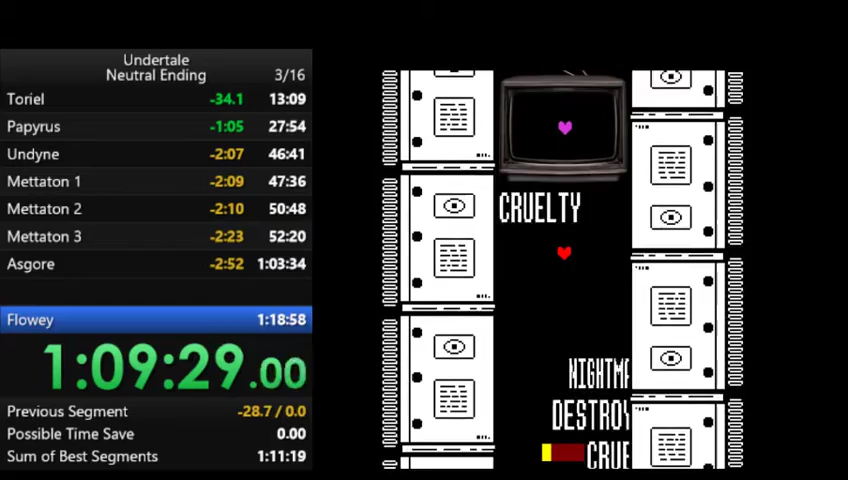 Undertale
Neutral Ending 3/16
Toriel -34.1 13:09
Papyrus -1:05 27:54
Undyne -2:07 46:41
Mettaton 1 -2:09 47:36
Mettaton 2 -2:10 50:48
Mettaton 3 -2:23 52:20
Asgore -2:52 1:03:34
Flowey 1:18:58
1:09:29.00
Previous Segment -28.7 / 0.0
Possible Time Save 0.00
Sum of Best Segments 1:11:19
CRUELTY
NIGHTMA
DESTROY
CRUE